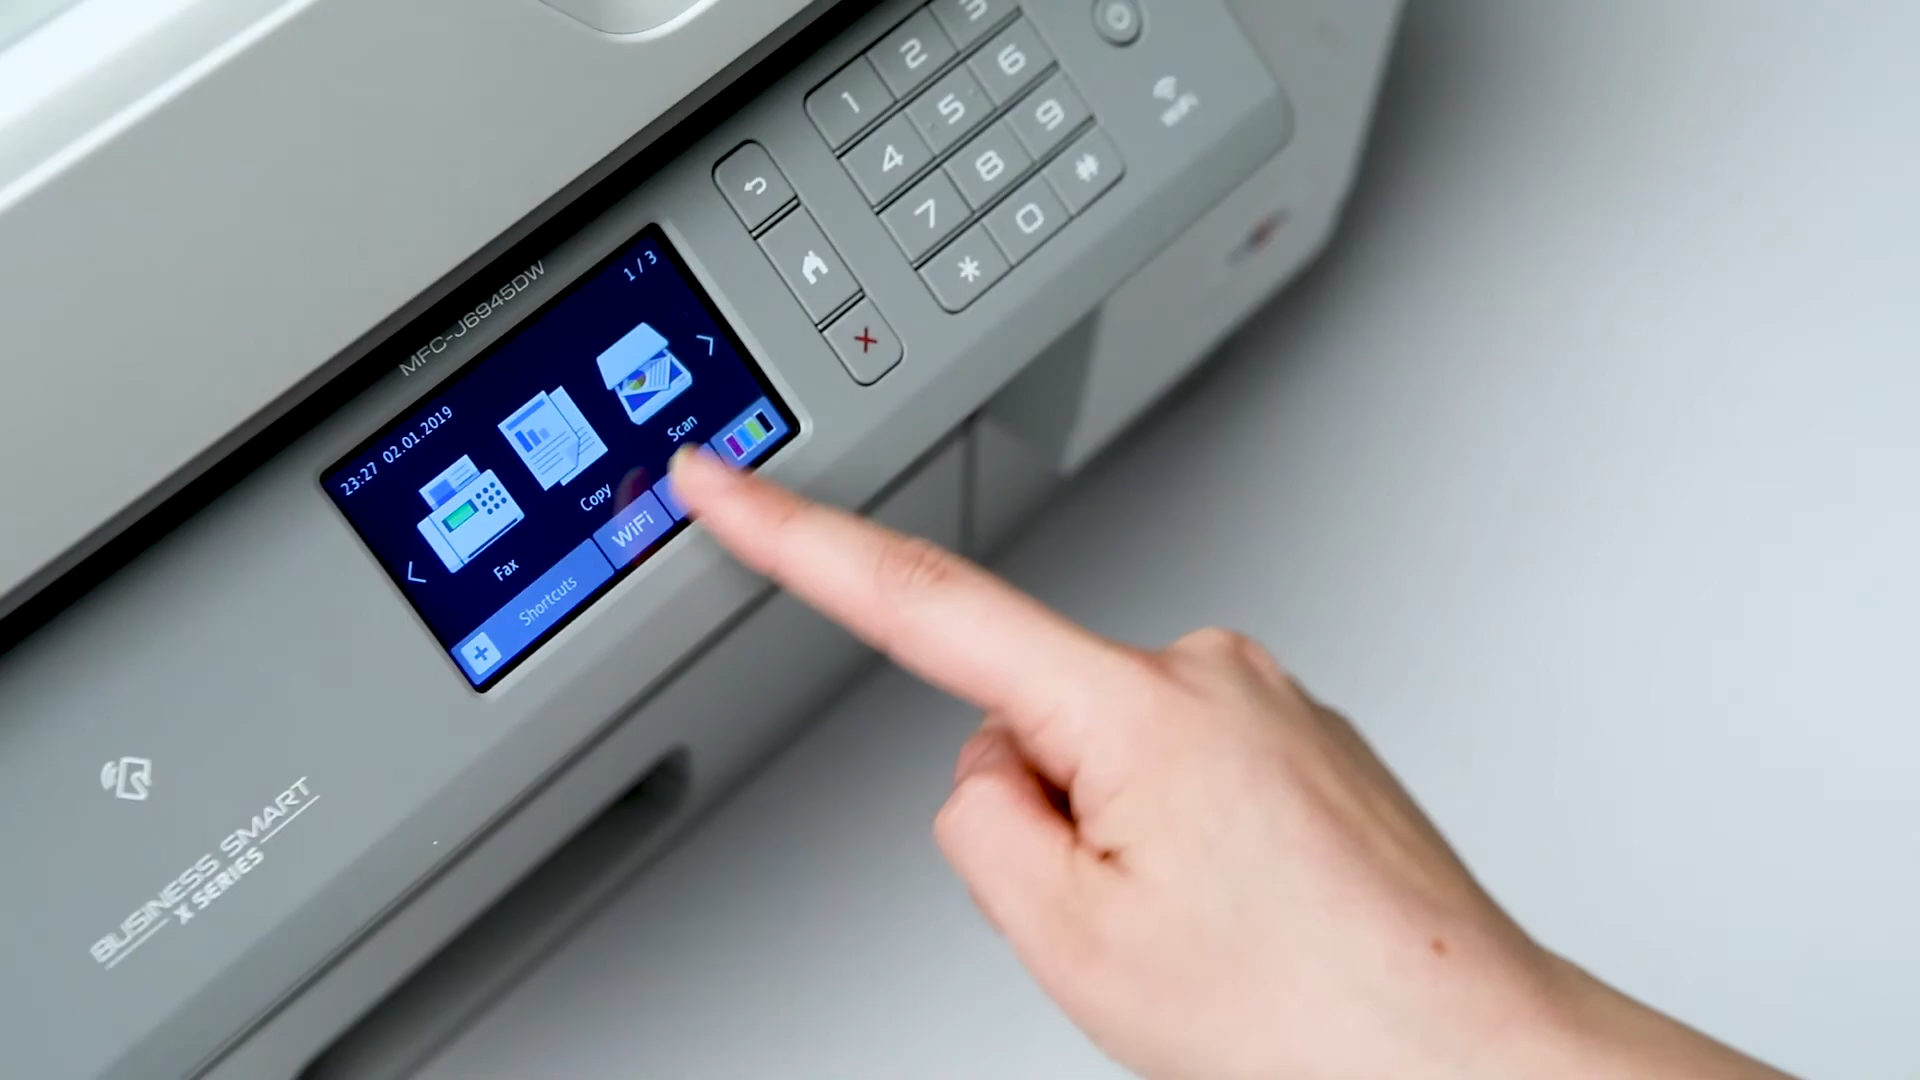 MFC-J6945DW
23:27 02.01.2019
1/3
Fax
Copy
Scan
Shortcuts
WiFi
1 2 3
4 5 6
7 8 9
* 0 #
WiFi
BUSINESS SMART
X SERIES